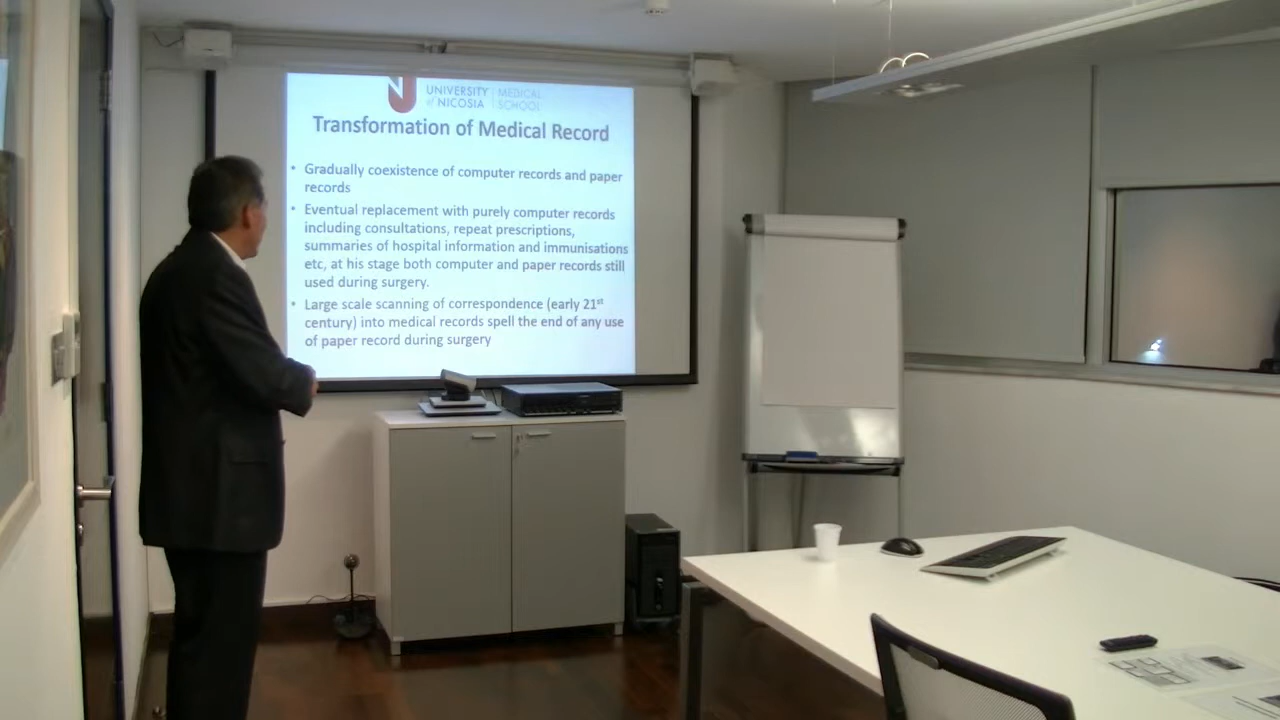 UNIVERSITY | MEDICAL
of NICOSIA | SCHOOL
Transformation of Medical Record
• Gradually coexistence of computer records and paper
records
• Eventual replacement with purely computer records
including consultations, repeat prescriptions,
summaries of hospital information and immunisations
etc, at his stage both computer and paper records still
used during surgery.
• Large scale scanning of correspondence (early 21st
century) into medical records spell the end of any use
of paper record during surgery